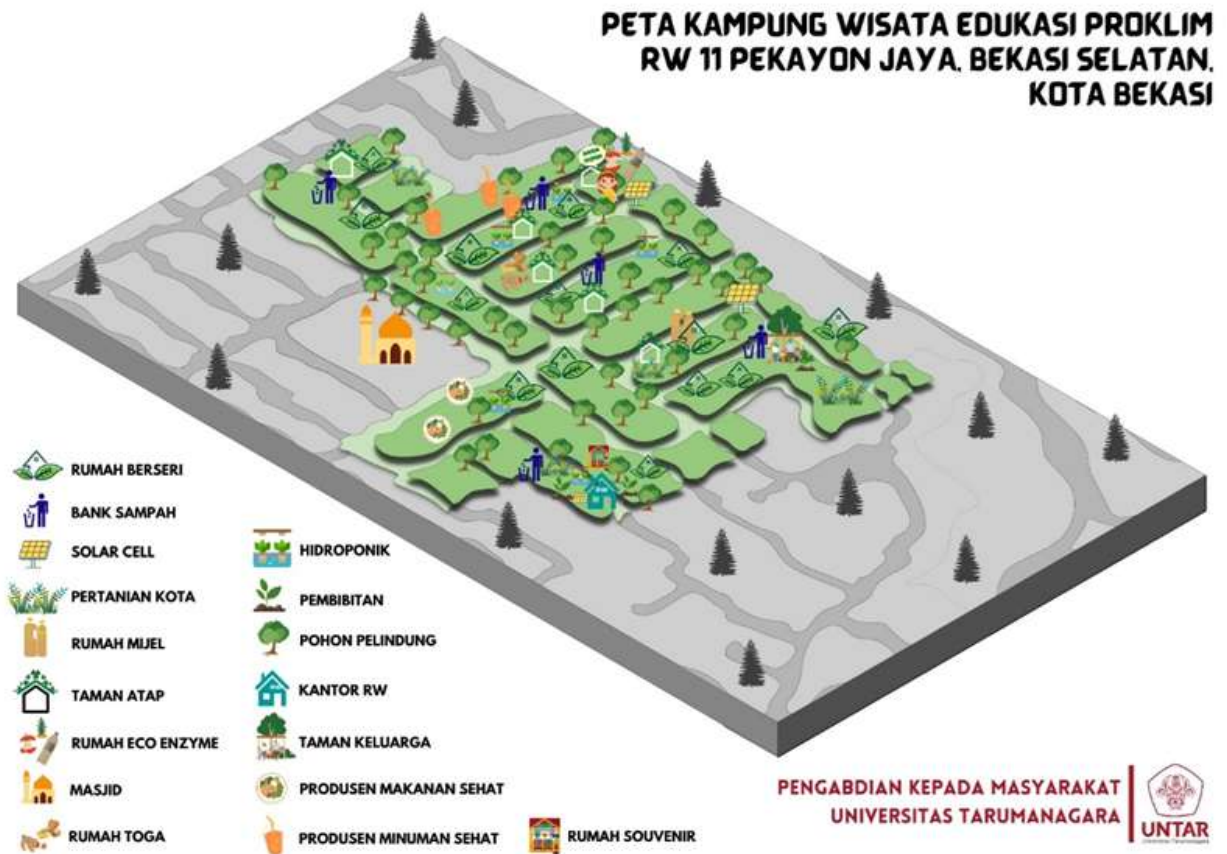 PETA KAMPUNG WISATA EDUKASI PROKLIM
RW 11 PEKAYON JAYA, BEKASI SELATAN,
KOTA BEKASI
RUMAH BERSERI
BANK SAMPAH
SOLAR CELL
PERTANIAN KOTA
RUMAH MIJEL
TAMAN ATAP
RUMAH ECO ENZYME
MASJID
RUMAH TOGA
HIDROPONIK
PEMBIBITAN
POHON PELINDUNG
KANTOR RW
TAMAN KELUARGA
PRODUSEN MAKANAN SEHAT
PRODUSEN MINUMAN SEHAT
RUMAH SOUVENIR
PENGABDIAN KEPADA MASYARAKAT
UNIVERSITAS TARUMANAGARA
UNTAR
Universitas Tarumanagara